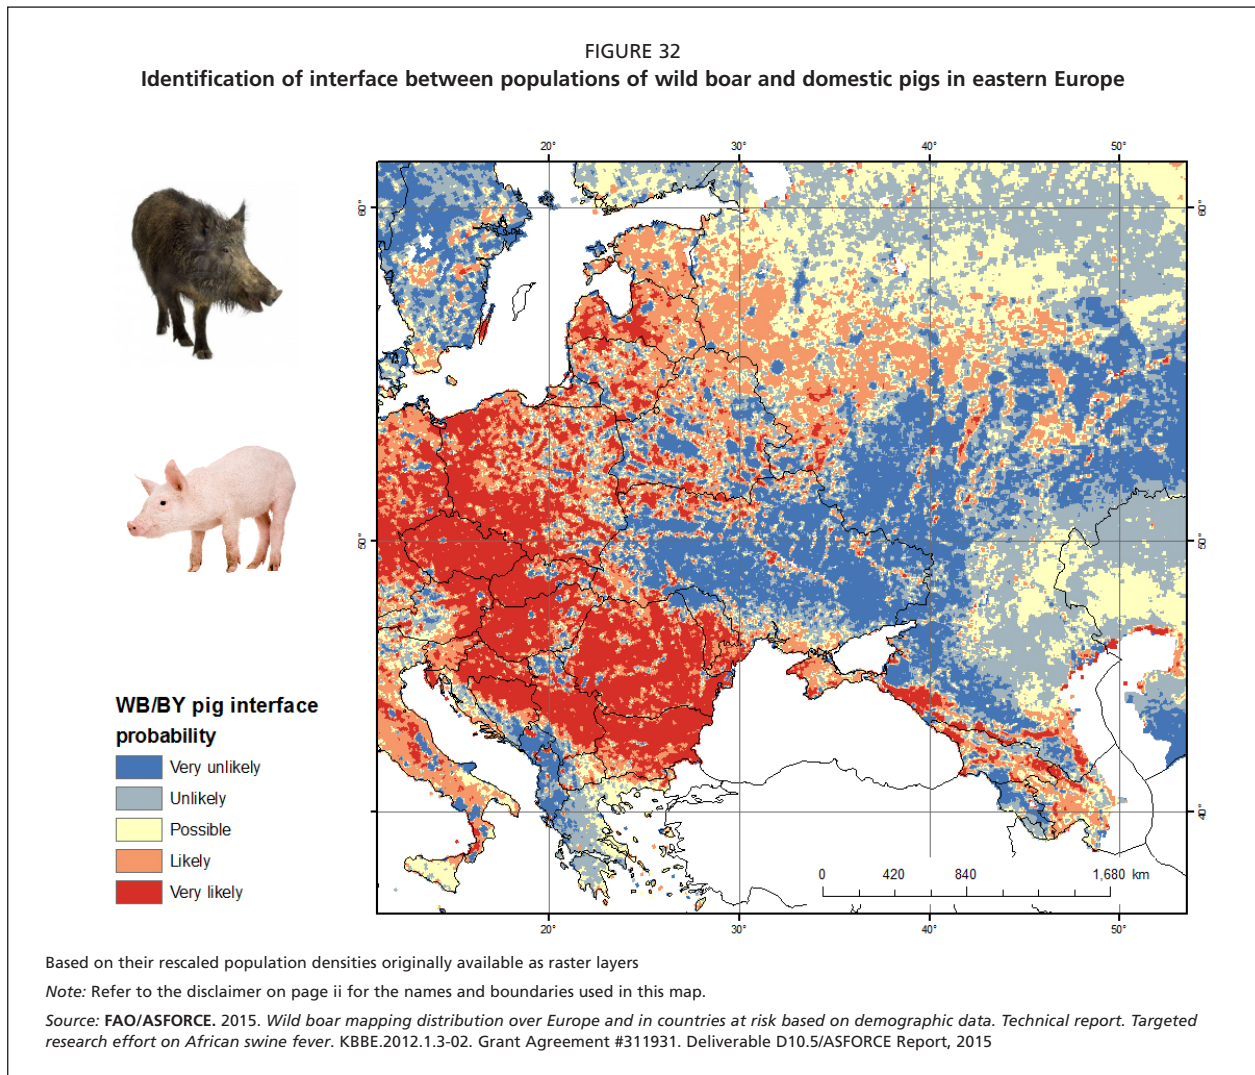 FIGURE 32
Identification of interface between populations of wild boar and domestic pigs in eastern Europe
20° 30° 40° 50°
60° 60°
50° 50°
40° 40°
WB/BY pig interface
probability
Very unlikely
Unlikely
Possible
Likely
Very likely
0 420 840 1,680 km
20° 30° 40° 50°
Based on their rescaled population densities originally available as raster layers
Note: Refer to the disclaimer on page ii for the names and boundaries used in this map.
Source: FAO/ASFORCE. 2015. Wild boar mapping distribution over Europe and in countries at risk based on demographic data. Technical report. Targeted
research effort on African swine fever. KBBE.2012.1.3-02. Grant Agreement #311931. Deliverable D10.5/ASFORCE Report, 2015